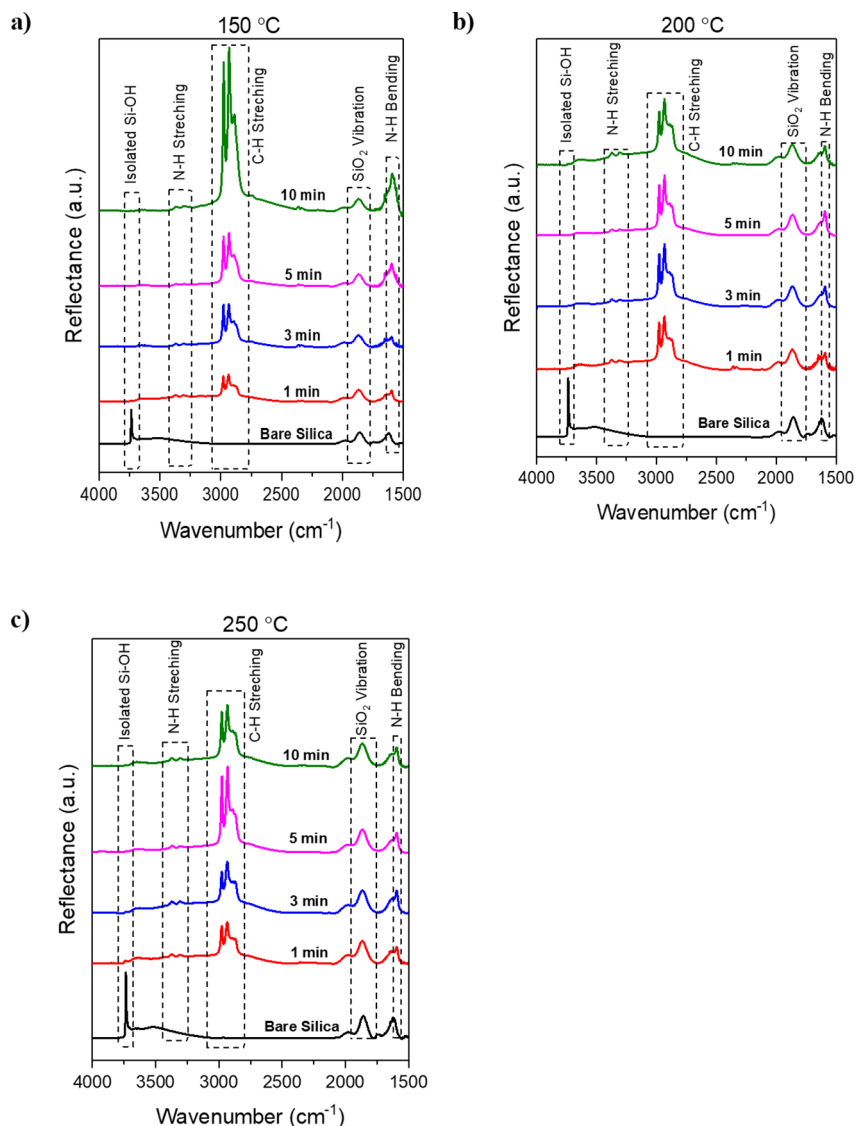 a)
150 °C
Isolated Si-OH
N-H Streching
C-H Streching
SiO2 Vibration
N-H Bending
10 min
5 min
3 min
1 min
Bare Silica
Reflectance (a.u.)
4000 3500 3000 2500 2000 1500
Wavenumber (cm-1)
b)
200 °C
Isolated Si-OH
N-H Streching
C-H Streching
SiO2 Vibration
N-H Bending
10 min
5 min
3 min
1 min
Bare Silica
Reflectance (a.u.)
4000 3500 3000 2500 2000 1500
Wavenumber (cm-1)
c)
250 °C
Isolated Si-OH
N-H Streching
C-H Streching
SiO2 Vibration
N-H Bending
10 min
5 min
3 min
1 min
Bare Silica
Reflectance (a.u.)
4000 3500 3000 2500 2000 1500
Wavenumber (cm-1)